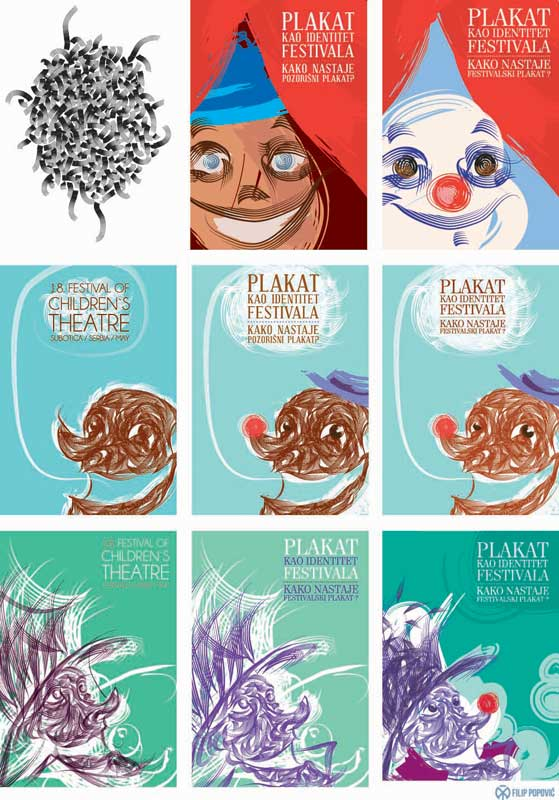 PLAKAT
KAO IDENTITET
FESTIVALA
KAKO NASTAJE
POZORIŠNI PLAKAT?
PLAKAT
KAO IDENTITET
FESTIVALA
KAKO NASTAJE
FESTIVALSKI PLAKAT ?
18. FESTIVAL OF
CHILDREN'S
THEATRE
SUBOTICA / SERBIA / MAY
PLAKAT
KAO IDENTITET
FESTIVALA
KAKO NASTAJE
POZORIŠNI PLAKAT?
PLAKAT
KAO IDENTITET
FESTIVALA
KAKO NASTAJE
FESTIVALSKI PLAKAT ?
FESTIVAL OF
CHILDREN'S
THEATRE
PLAKAT
KAO IDENTITET
FESTIVALA
KAKO NASTAJE
FESTIVALSKI PLAKAT ?
PLAKAT
KAO IDENTITET
FESTIVALA
KAKO NASTAJE
FESTIVALSKI PLAKAT ?
FILIP POPOVIĆ